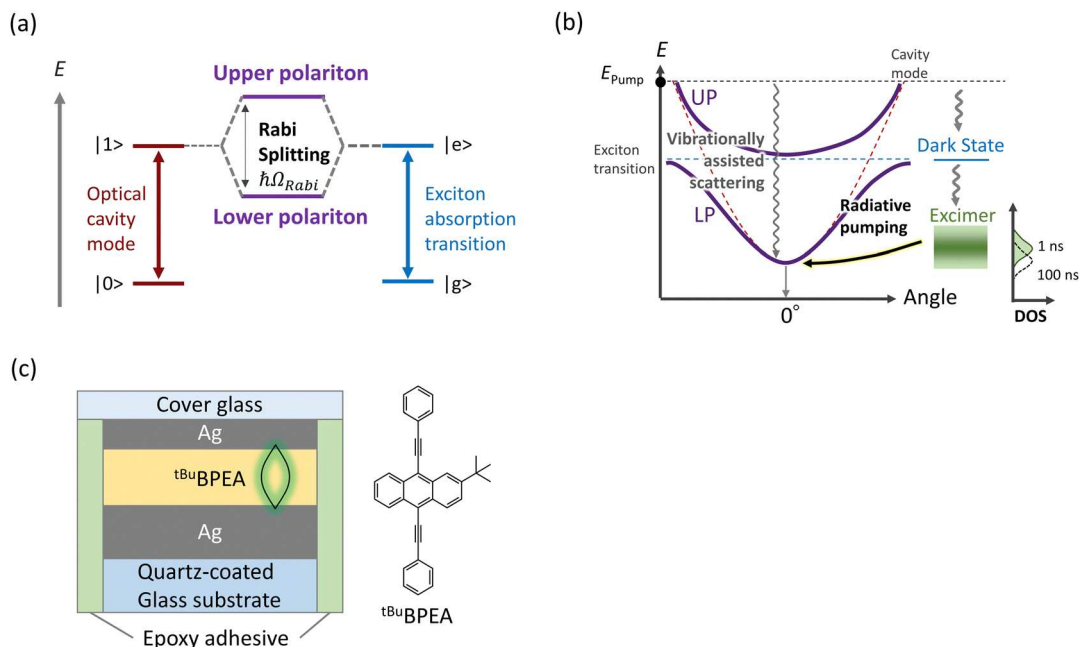 (a)
E
Upper polariton
|1>
Rabi
Splitting
ℏΩRabi
|e>
Optical
cavity
mode
Lower polariton
Exciton
absorption
transition
|0>
|g>
(b)
E
Cavity
mode
EPump
UP
Vibrationally
assisted
scattering
Exciton
transition
Dark State
LP
Radiative
pumping
Excimer
1 ns
100 ns
Angle
0°
DOS
(c)
Cover glass
Ag
tBuBPEA
Ag
Quartz-coated
Glass substrate
Epoxy adhesive
tBuBPEA